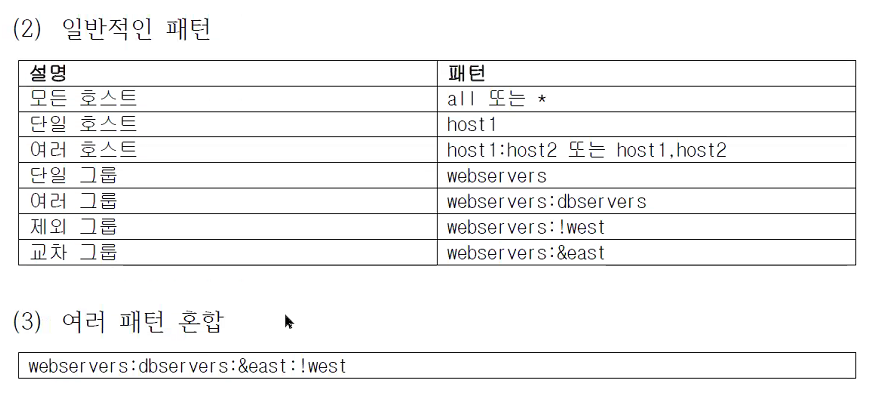 (2) 일반적인 패턴
설명 패턴
모든 호스트 all 또는 *
단일 호스트 host1
여러 호스트 host1:host2 또는 host1,host2
단일 그룹 webservers
여러 그룹 webservers:dbservers
제외 그룹 webservers:!west
교차 그룹 webservers:&east
(3) 여러 패턴 혼합
webservers:dbservers:&east:!west